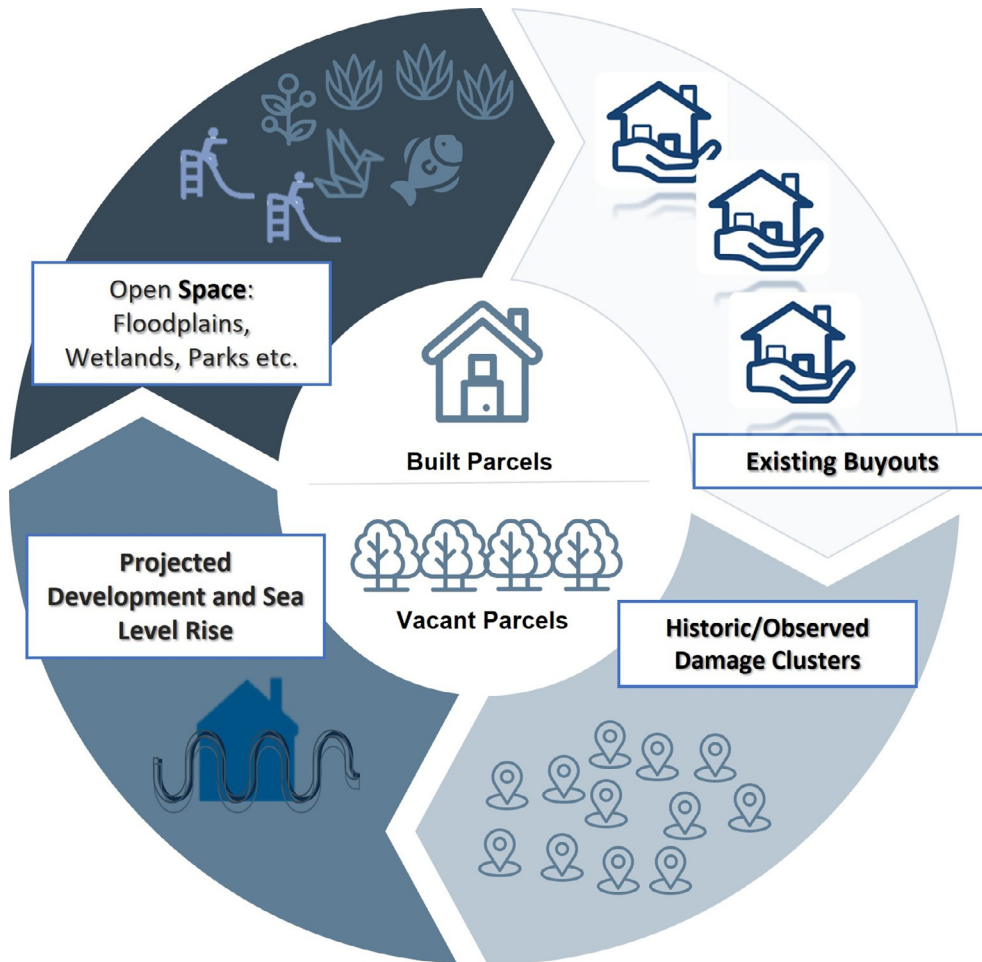 Open Space:
Floodplains,
Wetlands, Parks etc.
Existing Buyouts
Built Parcels
Vacant Parcels
Projected
Development and Sea
Level Rise
Historic/Observed
Damage Clusters